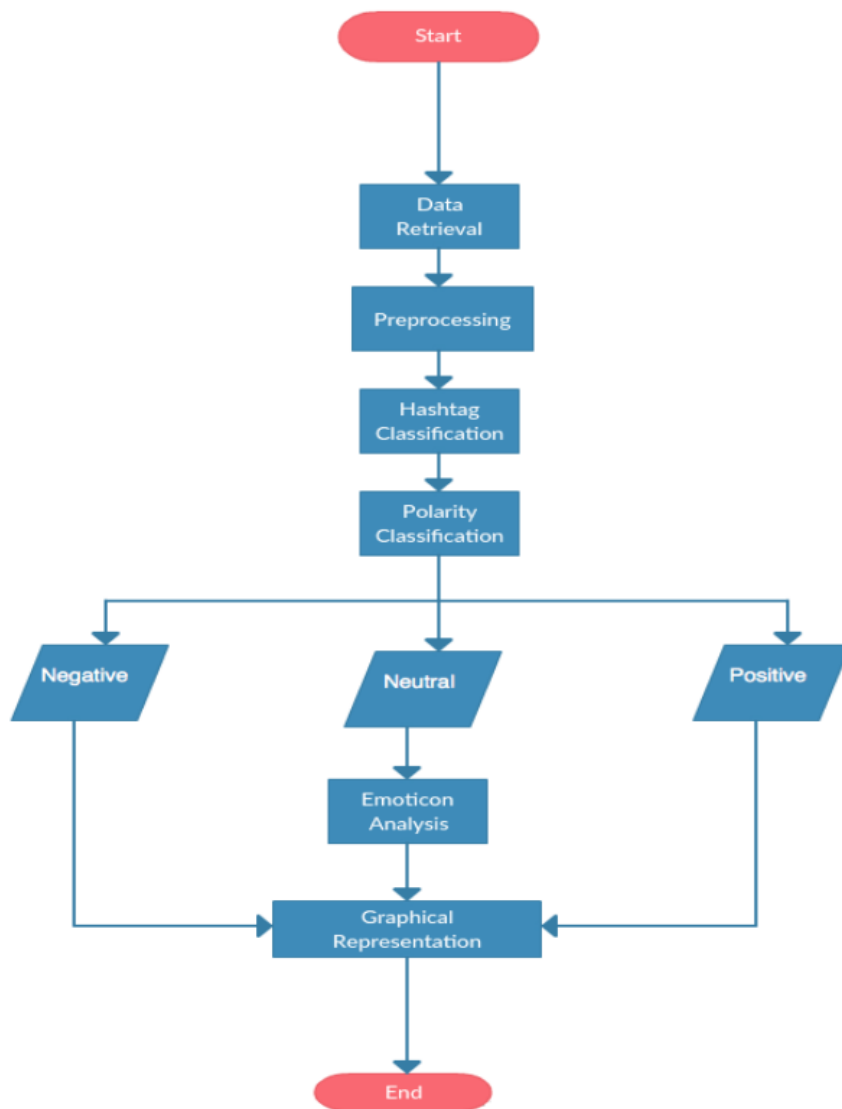 Start
Data
Retrieval
Preprocessing
Hashtag
Classification
Polarity
Classification
Negative
Neutral
Positive
Emoticon
Analysis
Graphical
Representation
End